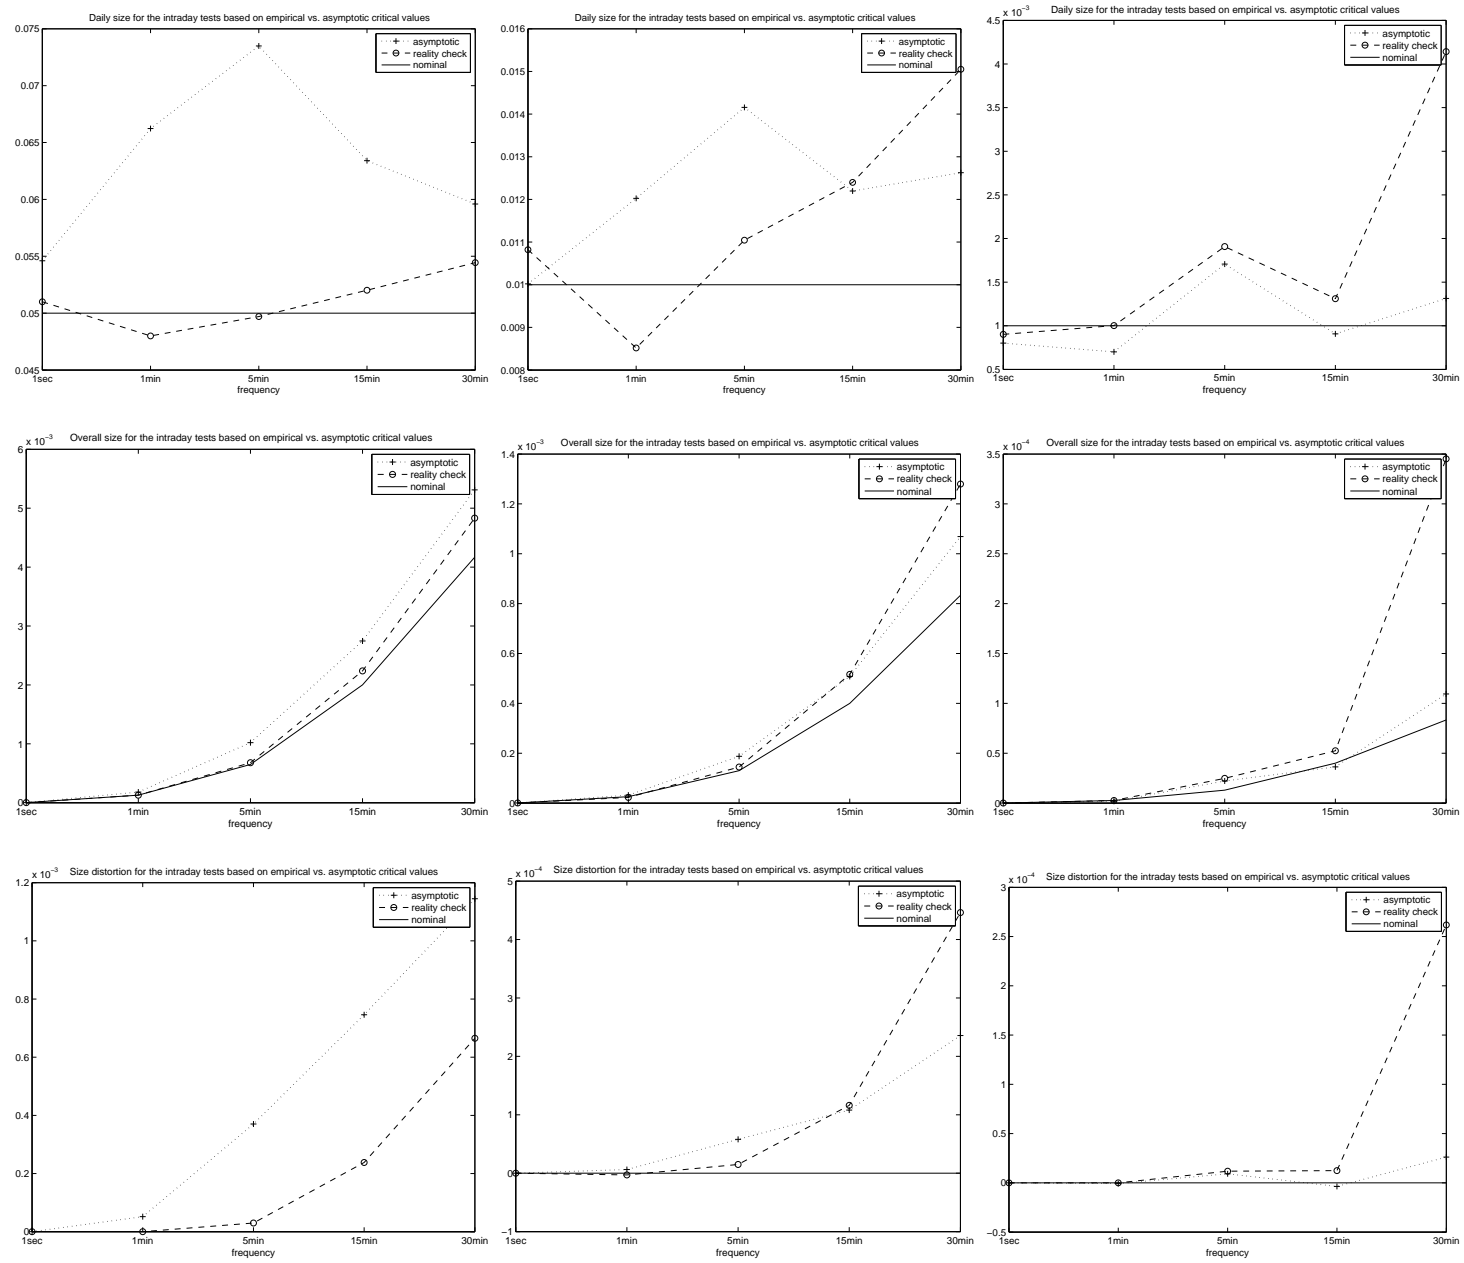 Daily size for the intraday tests based on empirical vs. asymptotic critical values
0.075
0.07
0.065
0.06
0.055
0.05
0.045
asymptotic
reality check
nominal
1sec 1min 5min 15min 30min
frequency
Daily size for the intraday tests based on empirical vs. asymptotic critical values
0.016
0.015
0.014
0.013
0.012
0.011
0.01
0.009
0.008
asymptotic
reality check
nominal
1sec 1min 5min 15min 30min
frequency
Daily size for the intraday tests based on empirical vs. asymptotic critical values
x 10⁻³
4.5
4
3.5
3
2.5
2
1.5
1
0.5
asymptotic
reality check
nominal
1sec 1min 5min 15min 30min
frequency
Overall size for the intraday tests based on empirical vs. asymptotic critical values
x 10⁻³
6
5
4
3
2
1
0
asymptotic
reality check
nominal
1sec 1min 5min 15min 30min
frequency
Overall size for the intraday tests based on empirical vs. asymptotic critical values
x 10⁻³
1.4
1.2
1
0.8
0.6
0.4
0.2
0
asymptotic
reality check
nominal
1sec 1min 5min 15min 30min
frequency
Overall size for the intraday tests based on empirical vs. asymptotic critical values
x 10⁻⁴
3.5
3
2.5
2
1.5
1
0.5
0
asymptotic
reality check
nominal
1sec 1min 5min 15min 30min
frequency
Size distortion for the intraday tests based on empirical vs. asymptotic critical values
x 10⁻³
1.2
1
0.8
0.6
0.4
0.2
0
asymptotic
reality check
nominal
1sec 1min 5min 15min 30min
frequency
Size distortion for the intraday tests based on empirical vs. asymptotic critical values
x 10⁻⁴
5
4
3
2
1
0
−1
asymptotic
reality check
nominal
1sec 1min 5min 15min 30min
frequency
Size distortion for the intraday tests based on empirical vs. asymptotic critical values
x 10⁻⁴
3
2.5
2
1.5
1
0.5
0
−0.5
asymptotic
reality check
nominal
1sec 1min 5min 15min 30min
frequency